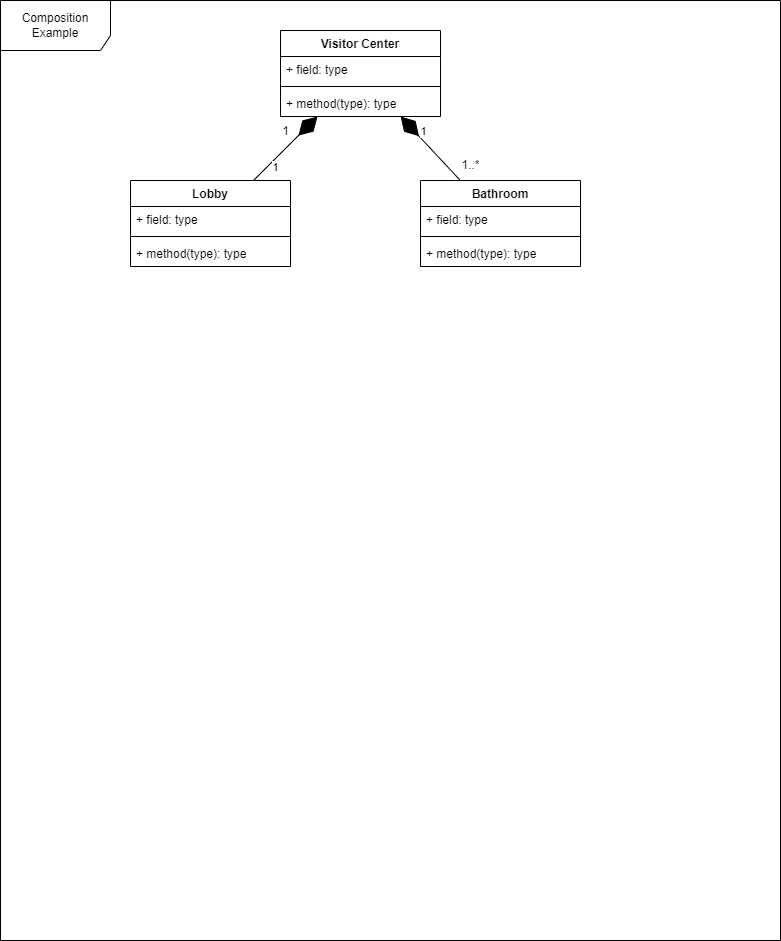 Composition
Example
Visitor Center
+ field: type
+ method(type): type
1
1
1
1..*
Lobby
+ field: type
+ method(type): type
Bathroom
+ field: type
+ method(type): type